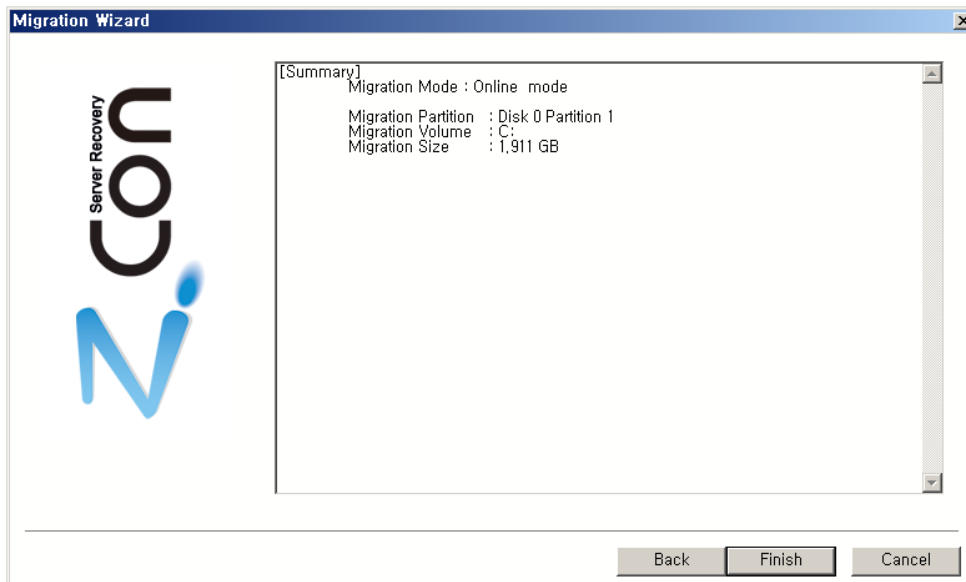 Migration Wizard
Server Recovery
NiCon
[Summary]
Migration Mode : Online mode
Migration Partition : Disk 0 Partition 1
Migration Volume : C:
Migration Size : 1,911 GB
Back
Finish
Cancel